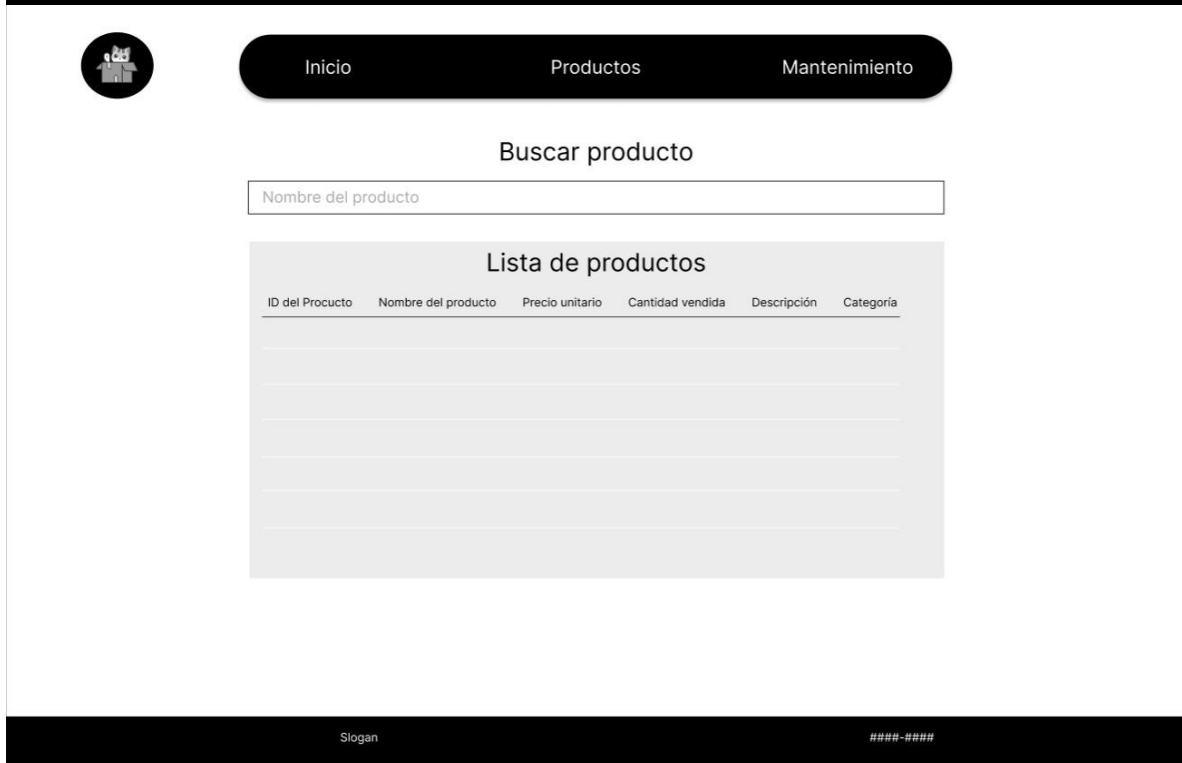 Inicio Productos Mantenimiento
Buscar producto
Nombre del producto
Lista de productos
ID del Procucto Nombre del producto Precio unitario Cantidad vendida Descripción Categoría
Slogan ####-####